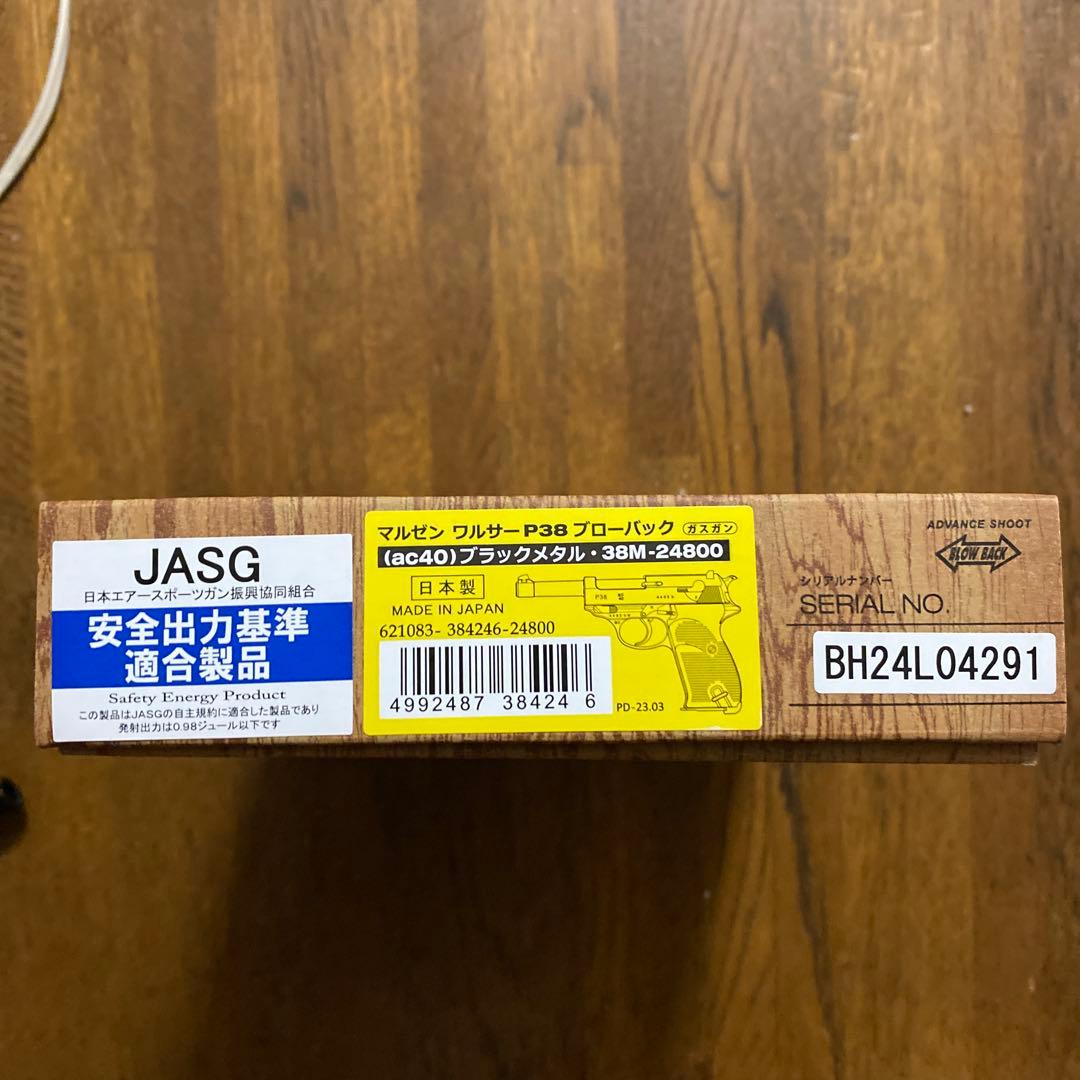 JASG
日本エアースポーツガン振興協同組合
安全出力基準
適合製品
Safety Energy Product
この製品はJASGの自主規約に適合した製品であり
発射出力は0.98ジュール以下です
マルゼン ワルサーP38 ブローバック ガスガン
(ac40)ブラックメタル・38M-24800
日本製
MADE IN JAPAN
621083- 384246-24800
4992487 38424 6
P38
PD-23.03
ADVANCE SHOOT
BLOW BACK
シリアルナンバー
SERIAL NO.
BH24L04291